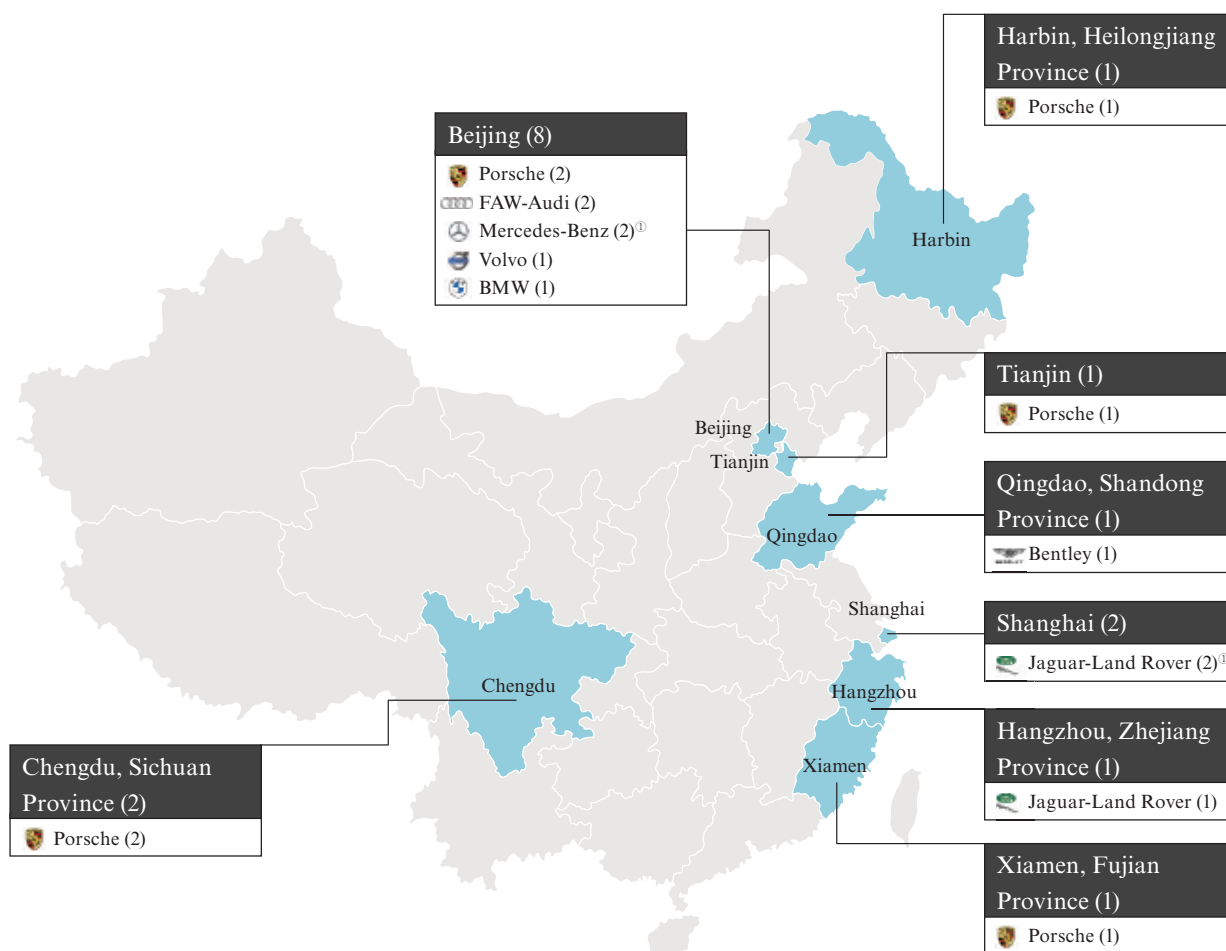 Harbin, Heilongjiang
Province (1)
Porsche (1)
Beijing (8)
Porsche (2)
FAW-Audi (2)
Mercedes-Benz (2)①
Volvo (1)
BMW (1)
Harbin
Tianjin (1)
Porsche (1)
Beijing
Tianjin
Qingdao, Shandong
Province (1)
Bentley (1)
Qingdao
Shanghai
Shanghai (2)
Jaguar-Land Rover (2)①
Chengdu
Hangzhou
Hangzhou, Zhejiang
Province (1)
Jaguar-Land Rover (1)
Chengdu, Sichuan
Province (2)
Porsche (2)
Xiamen
Xiamen, Fujian
Province (1)
Porsche (1)